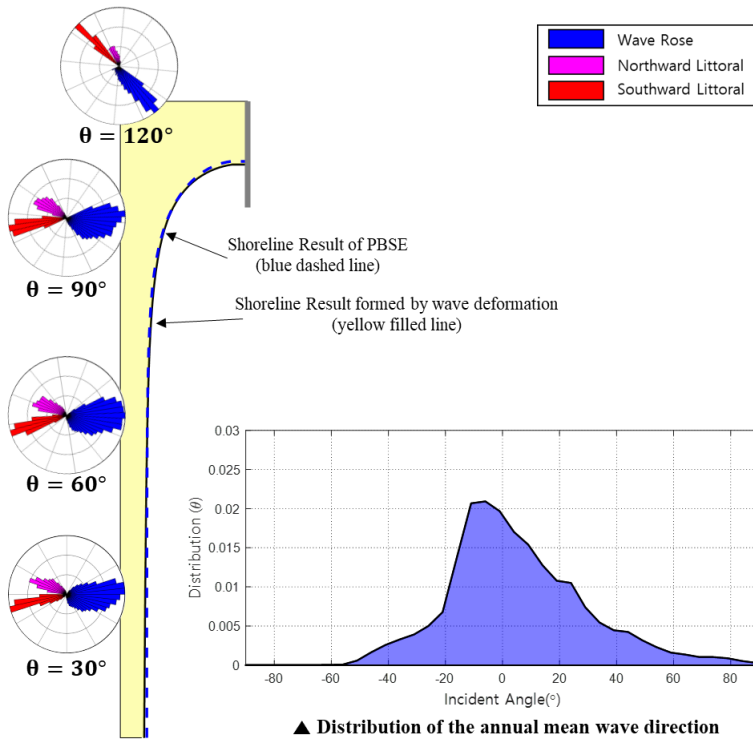 Wave Rose
Northward Littoral
Southward Littoral
θ = 120°
θ = 90°
θ = 60°
θ = 30°
Shoreline Result of PBSE
(blue dashed line)
Shoreline Result formed by wave deformation
(yellow filled line)
0.03
0.025
0.02
0.015
0.01
0.005
0
Distribution (θ)
-80
-60
-40
-20
0
20
40
60
80
Incident Angle(°)
▲ Distribution of the annual mean wave direction